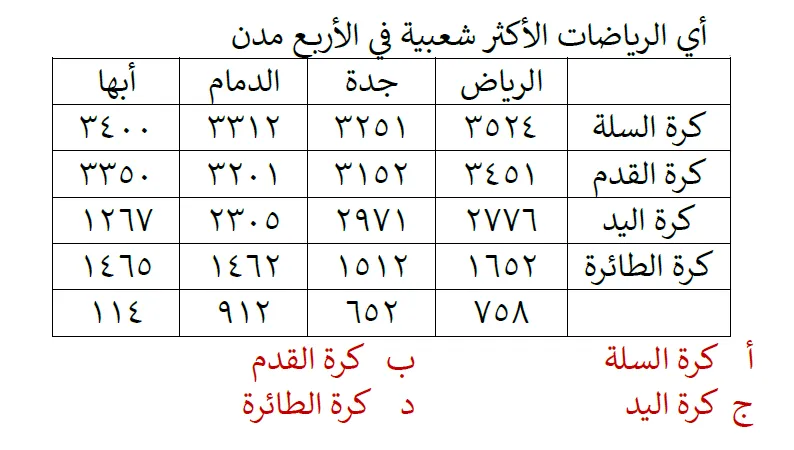 أي الرياضات الأكثر شعبية في الأربع مدن
الرياض جدة الدمام أبها
كرة السلة ٣٥٢٤ ٣٢٥١ ٣٣١٢ ٣٤٠٠
كرة القدم ٣٤٥١ ٣١٥٢ ٣٢٠١ ٣٣٥٠
كرة اليد ٢٧٧٦ ٢٩٧١ ٢٣٠٥ ١٢٦٧
كرة الطائرة ١٦٥٢ ١٥١٢ ١٤٦٢ ١٤٦٥
٧٥٨ ٦٥٢ ٩١٢ ١١٤
أ كرة السلة ب كرة القدم
ج كرة اليد د كرة الطائرة